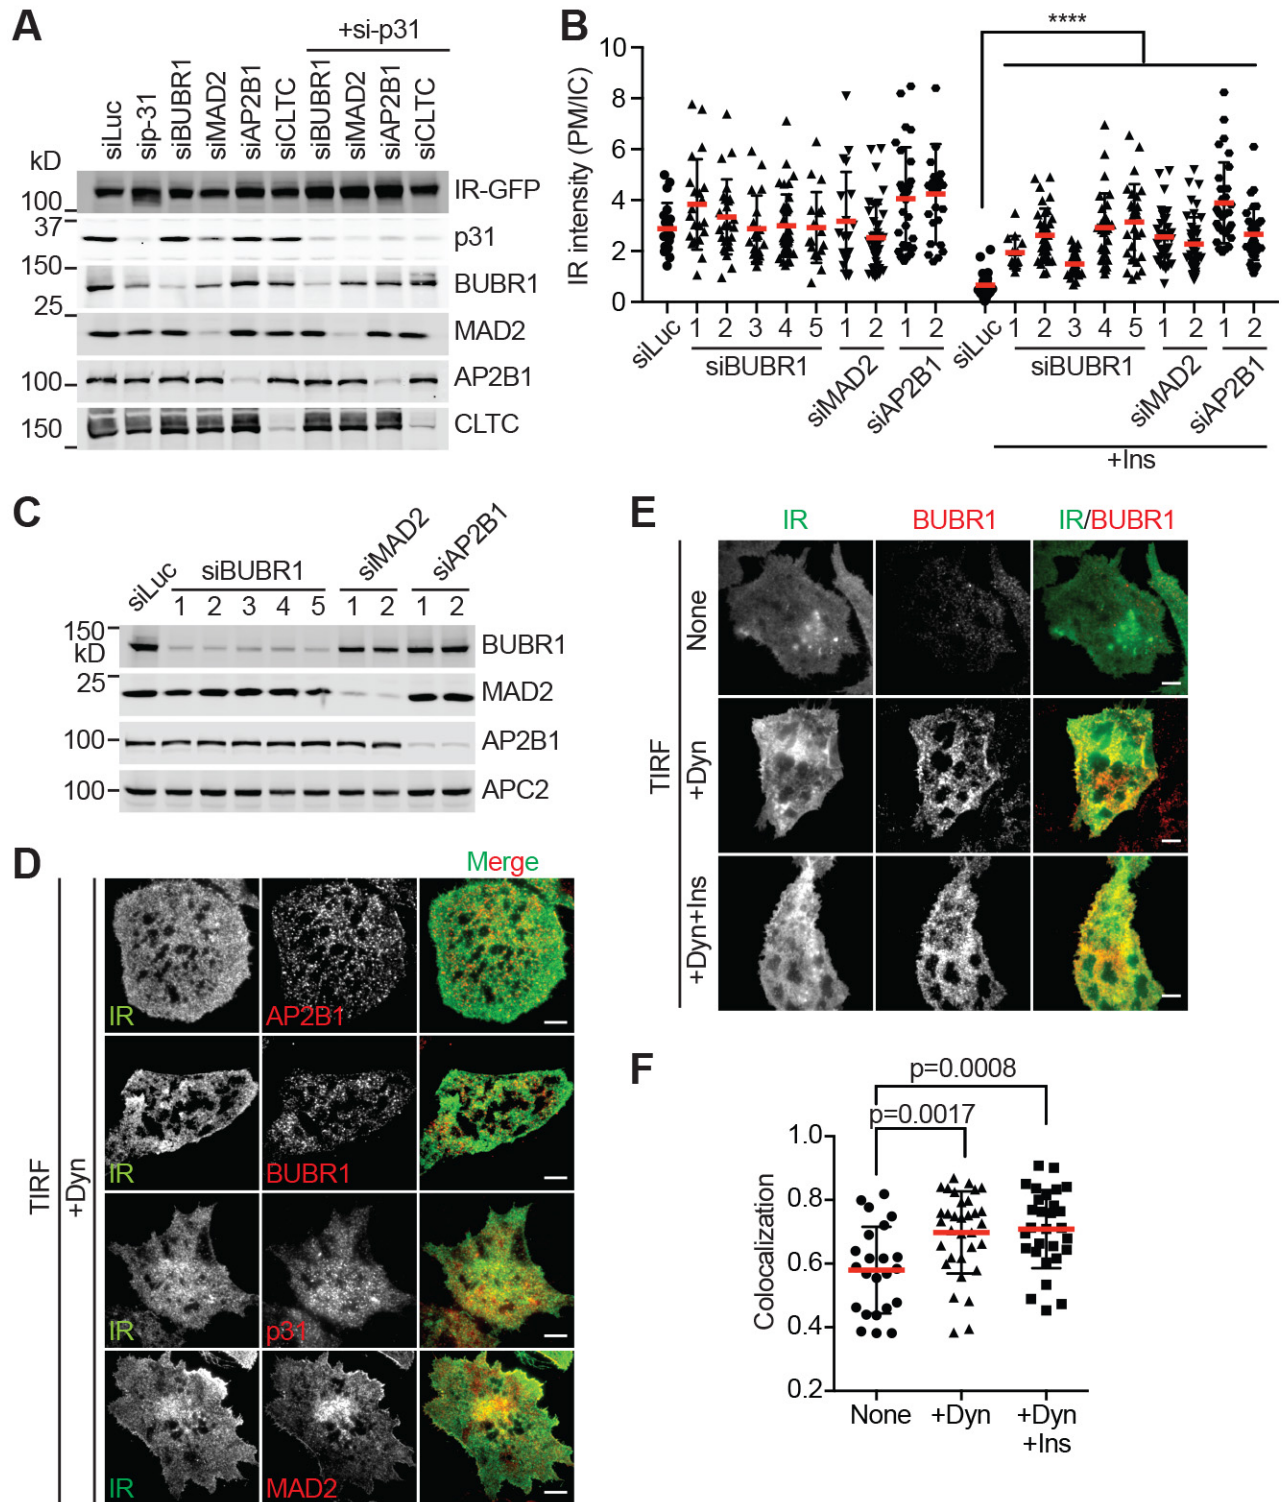 A
+si-p31
siLuc
sip-31
siBUBR1
siMAD2
siAP2B1
siCLTC
siBUBR1
siMAD2
siAP2B1
siCLTC
kD
100
IR-GFP
37
p31
150
BUBR1
25
MAD2
100
AP2B1
150
CLTC
B
IR intensity (PM/IC)
10
8
6
4
2
0
****
siLuc
1 2 3 4 5 1 2 1 2
siBUBR1
siMAD2
siAP2B1
siLuc
1 2 3 4 5 1 2 1 2
siBUBR1
siMAD2
siAP2B1
+Ins
C
siLuc
siBUBR1
siMAD2
siAP2B1
1 2 3 4 5 1 2 1 2
150
kD
BUBR1
25
MAD2
100
AP2B1
100
APC2
D
Merge
TIRF
+Dyn
IR
AP2B1
IR
BUBR1
IR
p31
IR
MAD2
E
IR
BUBR1
IR/BUBR1
TIRF
None
+Dyn
+Dyn+Ins
F
p=0.0008
p=0.0017
Colocalization
1.0
0.8
0.6
0.4
0.2
None
+Dyn
+Dyn
+Ins